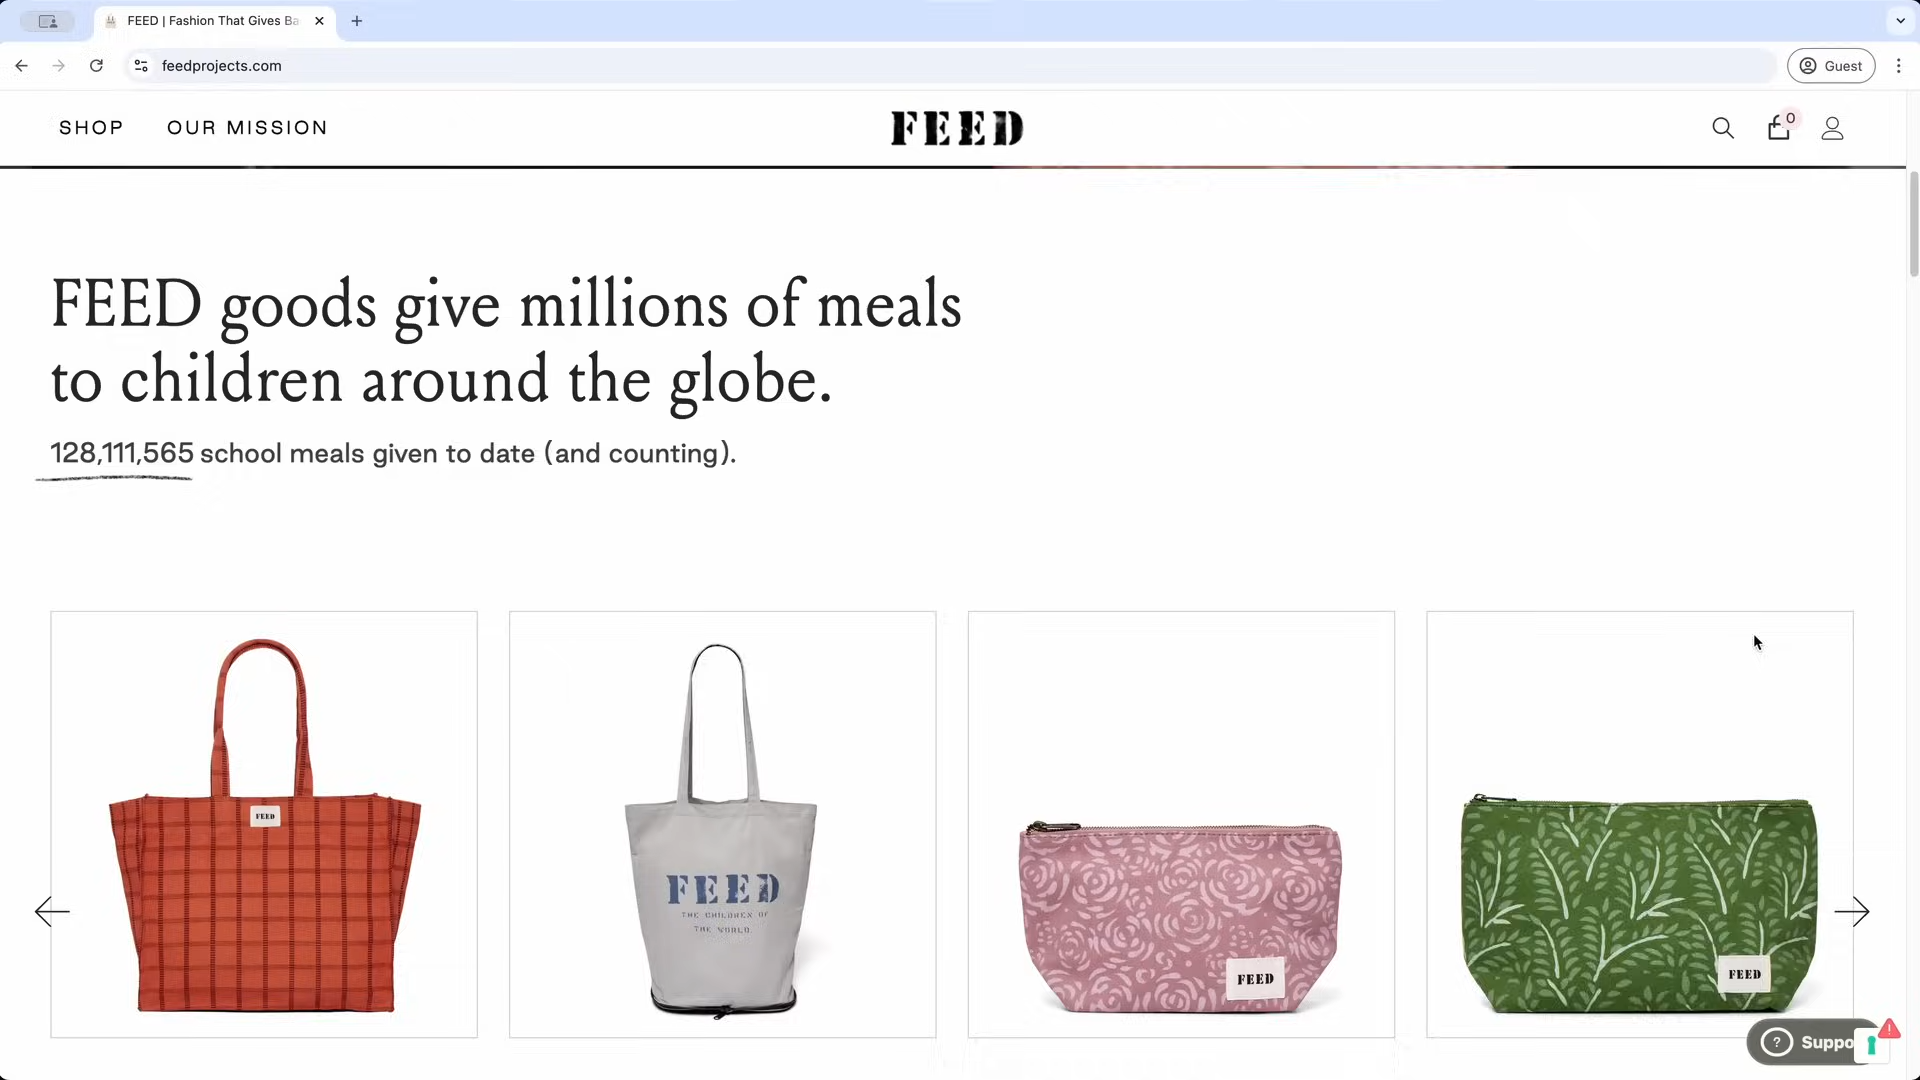 FEED | Fashion That Gives Ba
feedprojects.com
Guest
SHOP
OUR MISSION
FEED
0
FEED goods give millions of meals
to children around the globe.
128,111,565 school meals given to date (and counting).
FEED
FEED
THE CHILDREN OF
THE WORLD.
FEED
FEED
? Suppo